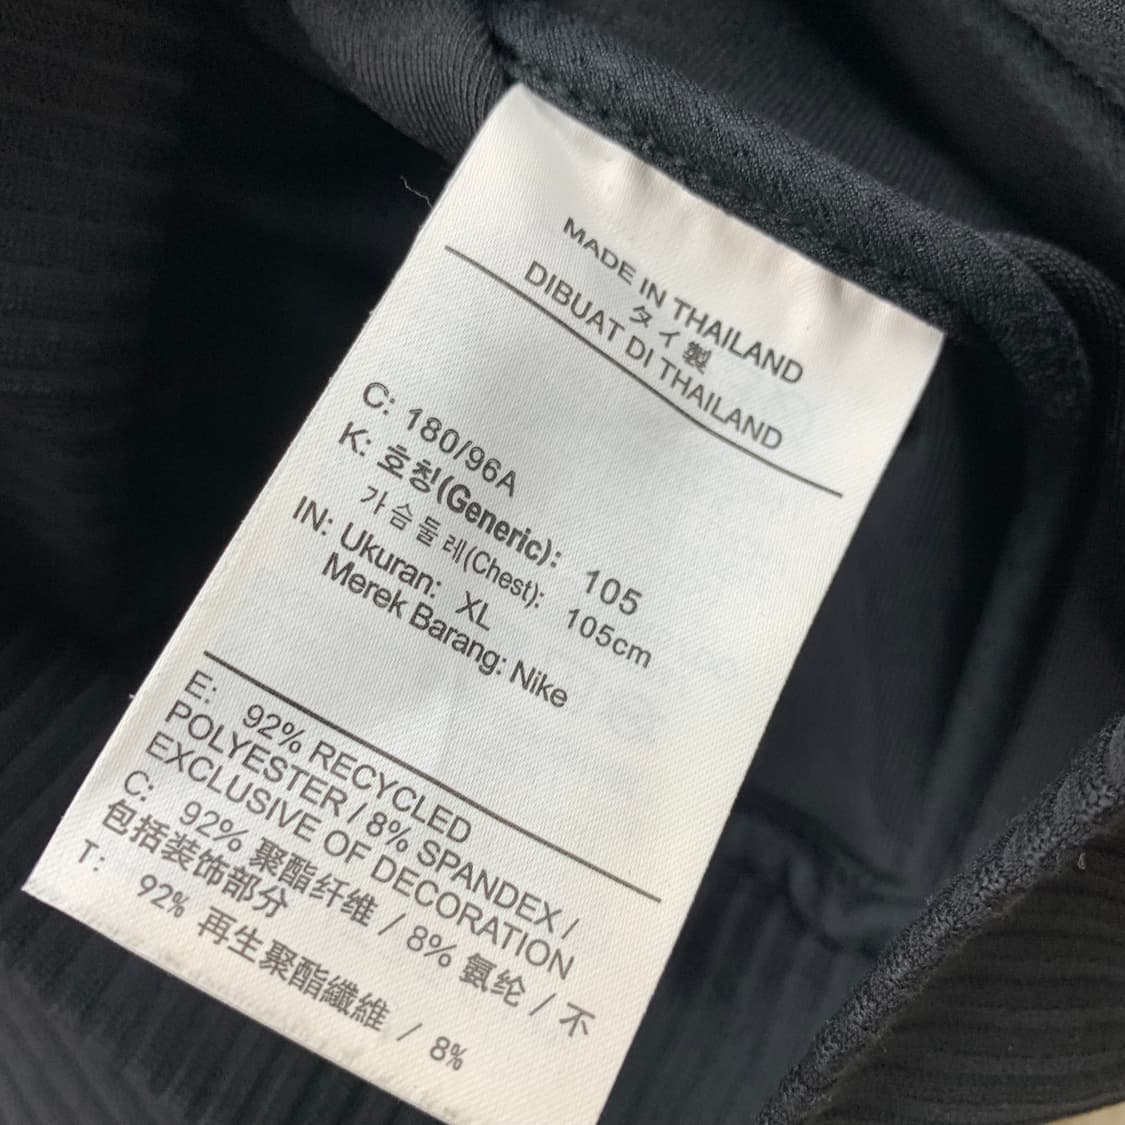 MADE IN THAILAND
タイ製
DIBUAT DI THAILAND
C: 180/96A
K: 호칭(Generic): 105
가슴둘레(Chest): 105cm
IN: Ukuran: XL
Merek Barang: Nike
E: 92% RECYCLED
POLYESTER / 8% SPANDEX /
EXCLUSIVE OF DECORATION
C: 92% 聚酯纤维 / 8% 氨纶 / 不
包括装饰部分
T: 92% 再生聚酯纖維 / 8%